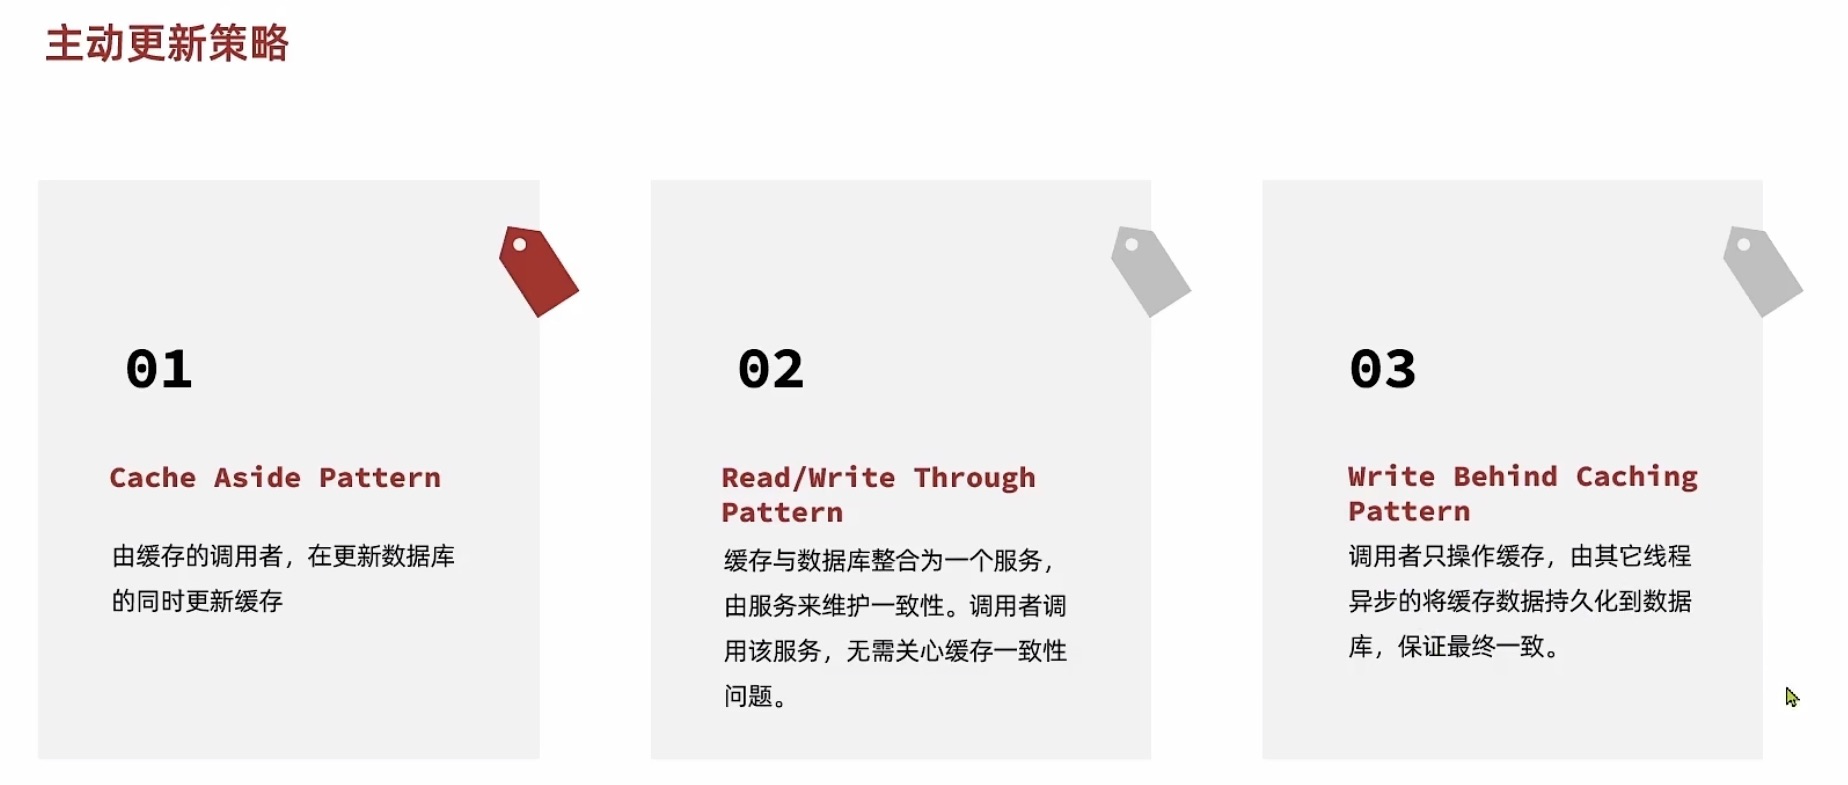 主动更新策略
01
Cache Aside Pattern
由缓存的调用者，在更新数据库
的同时更新缓存
02
Read/Write Through
Pattern
缓存与数据库整合为一个服务，
由服务来维护一致性。调用者调
用该服务，无需关心缓存一致性
问题。
03
Write Behind Caching
Pattern
调用者只操作缓存，由其它线程
异步的将缓存数据持久化到数据
库，保证最终一致。